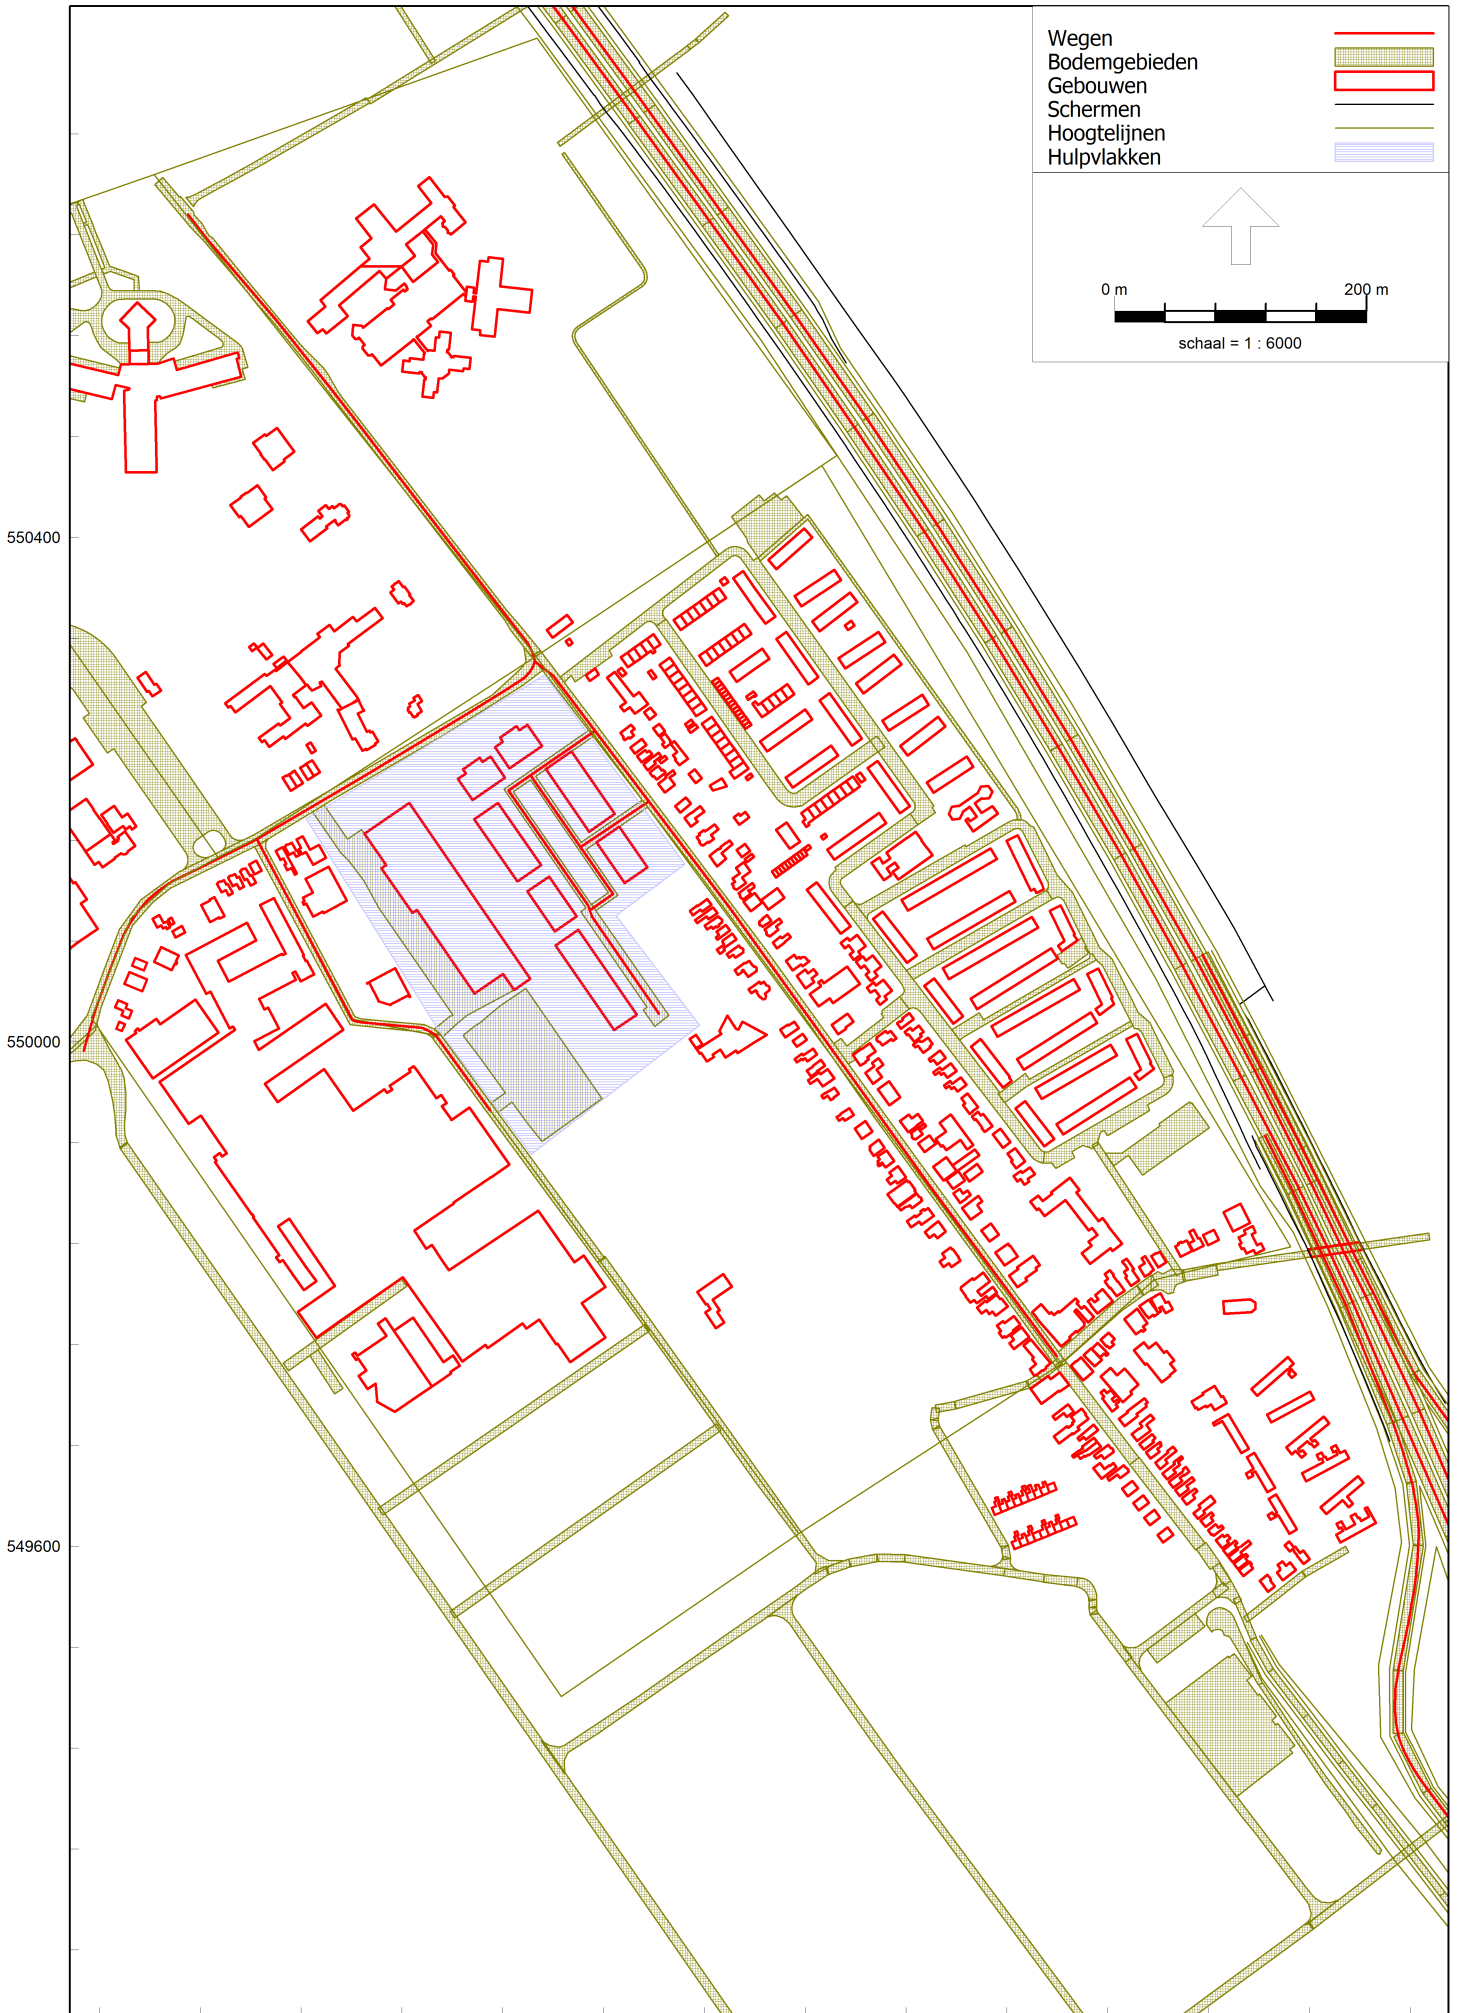 Wegen
Bodemgebieden
Gebouwen
Schermen
Hoogtelijnen
Hulpvlakken
0 m 200 m
schaal = 1 : 6000
550400
550000
549600